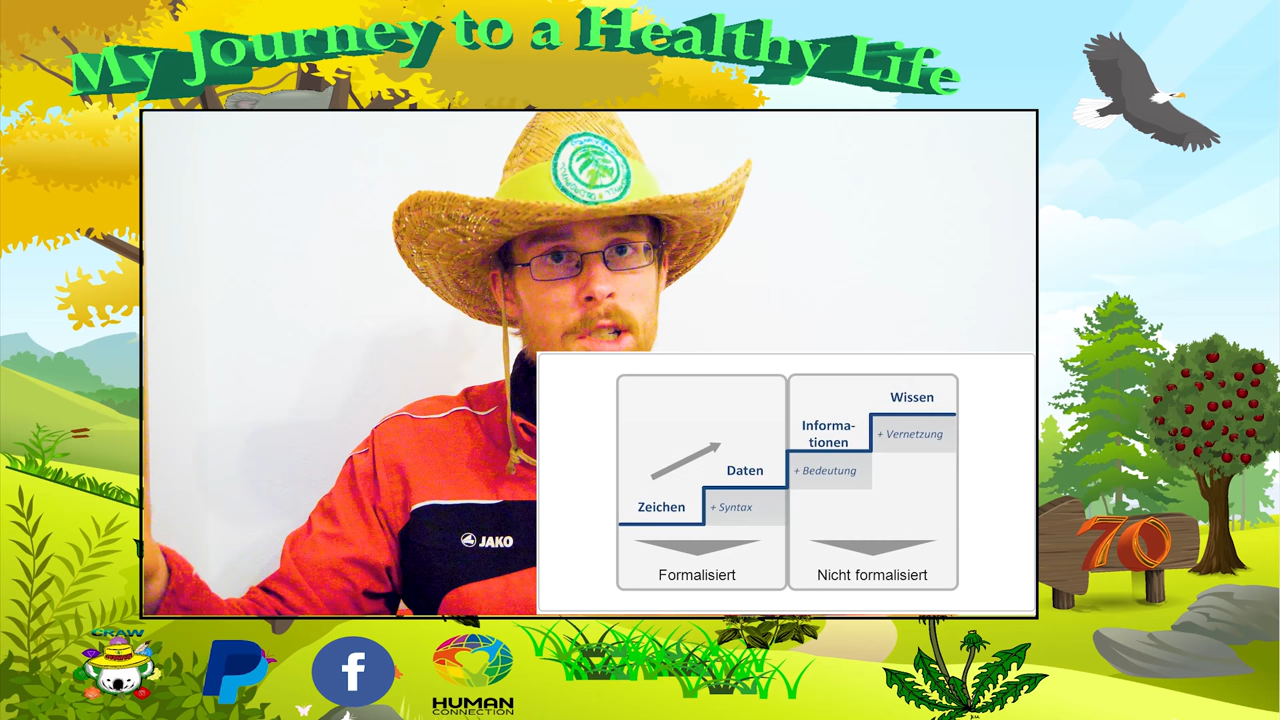 My Journey to a Healthy Life
JAKO
Wissen
+ Vernetzung
Informa-
tionen
+ Bedeutung
Daten
+ Syntax
Zeichen
Formalisiert
Nicht formalisiert
70
CRAW
P
f
HUMAN
CONNECTION